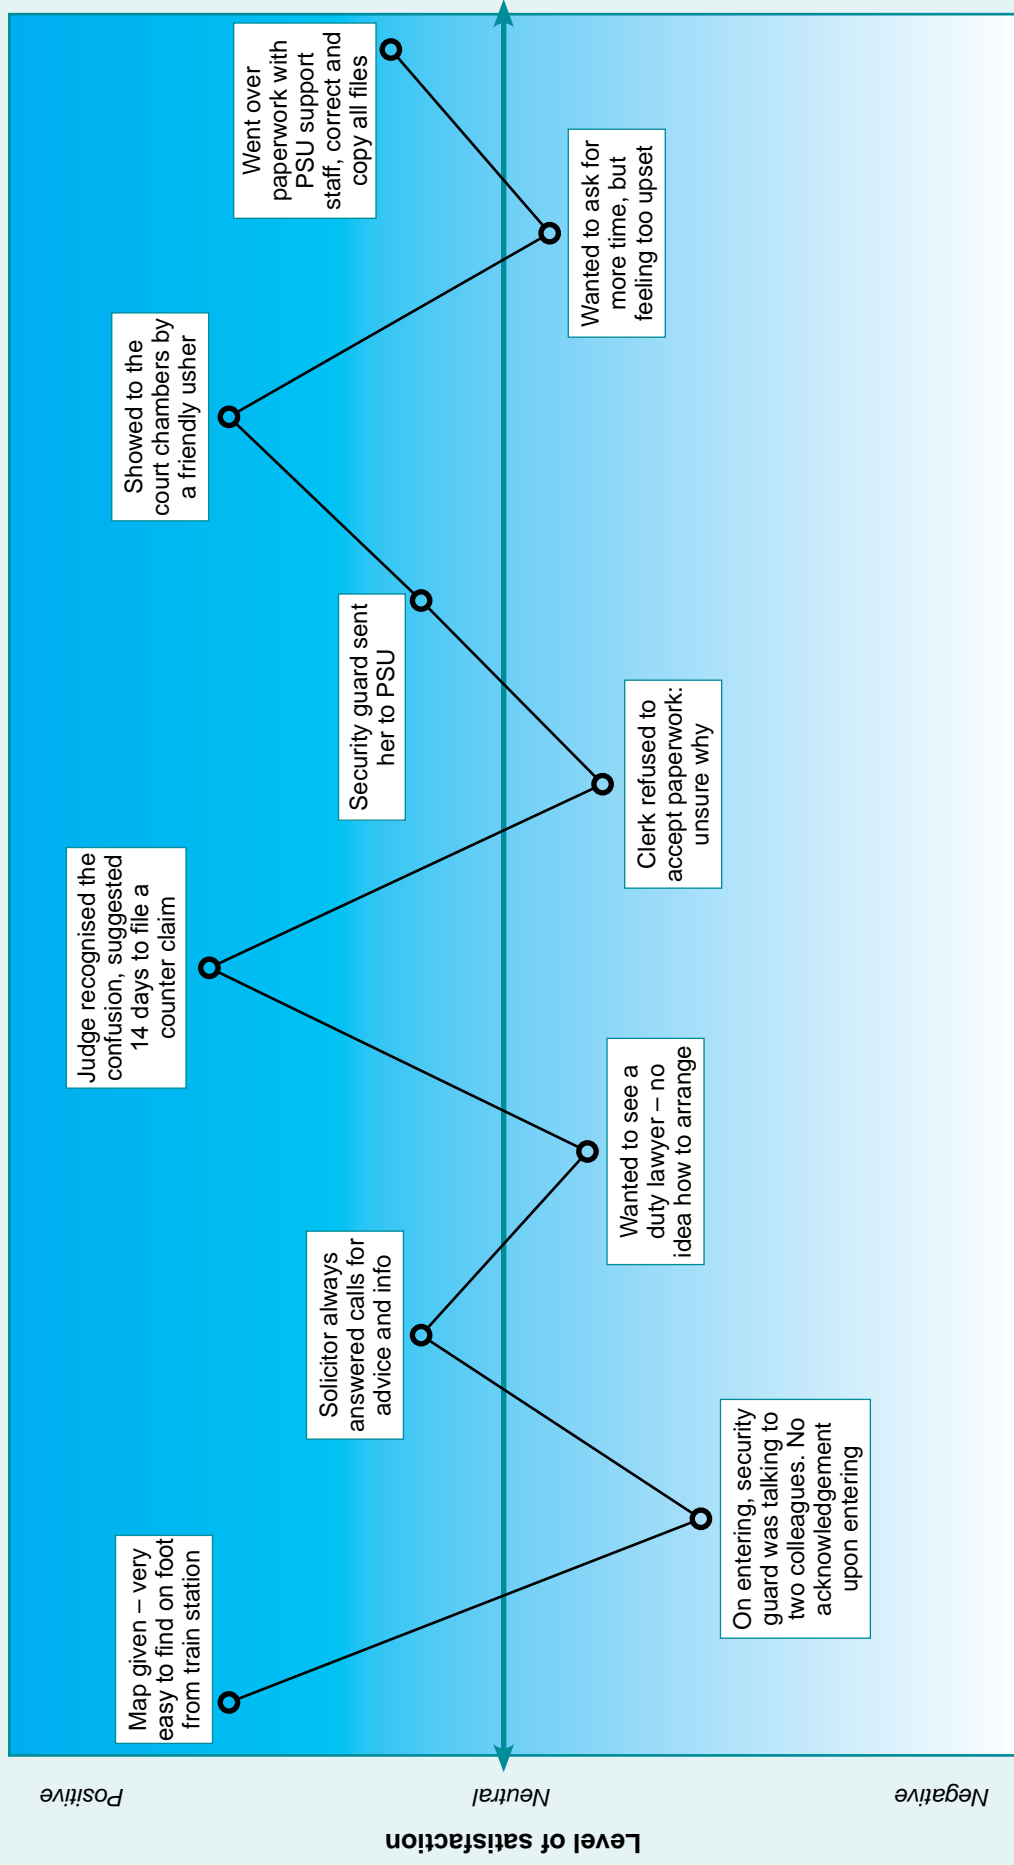 Level of satisfaction
Positive
Neutral
Negative
Map given – very
easy to find on foot
from train station
On entering, security
guard was talking to
two colleagues. No
acknowledgement
upon entering
Solicitor always
answered calls for
advice and info
Wanted to see a
duty lawyer – no
idea how to arrange
Judge recognised the
confusion, suggested
14 days to file a
counter claim
Clerk refused to
accept paperwork:
unsure why
Security guard sent
her to PSU
Showed to the
court chambers by
a friendly usher
Wanted to ask for
more time, but
feeling too upset
Went over
paperwork with
PSU support
staff, correct and
copy all files